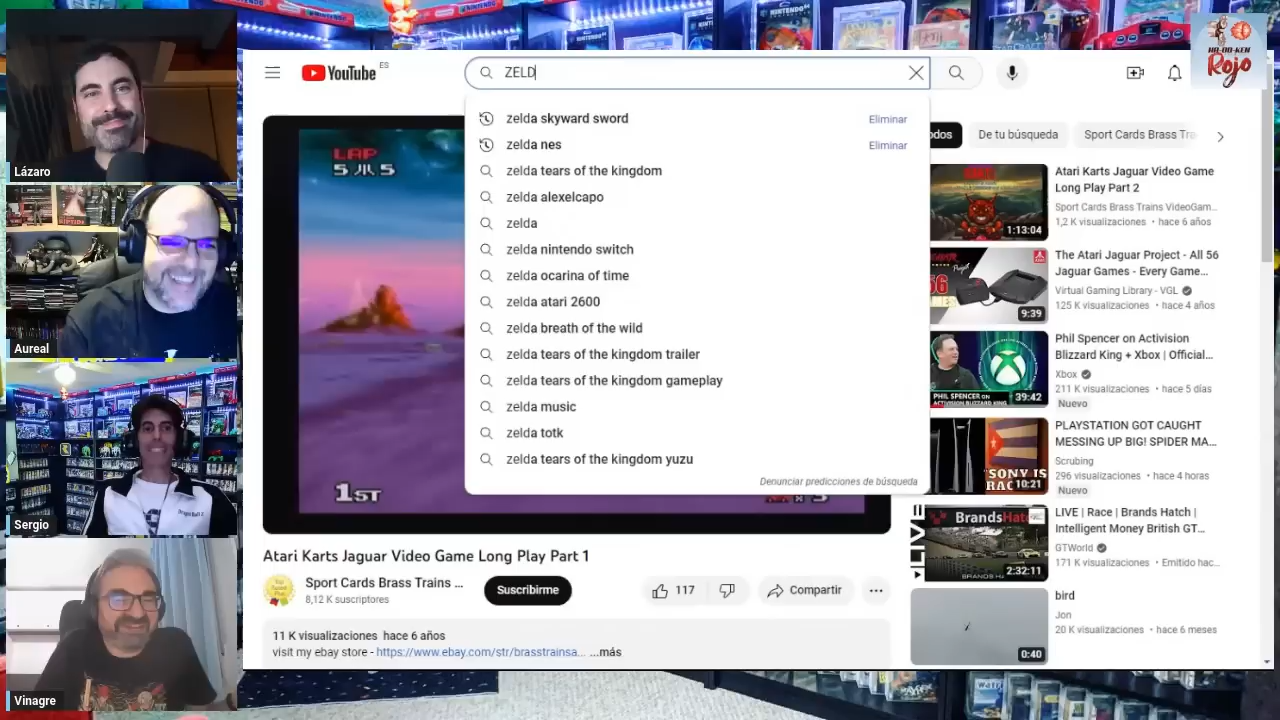 Lázaro
Aureal
Sergio
Vinagre
HA-DO-KEN
Rojo
YouTube ES
ZELD
zelda skyward sword Eliminar
zelda nes Eliminar
zelda tears of the kingdom
zelda alexelcapo
zelda
zelda nintendo switch
zelda ocarina of time
zelda atari 2600
zelda breath of the wild
zelda tears of the kingdom trailer
zelda tears of the kingdom gameplay
zelda music
zelda totk
zelda tears of the kingdom yuzu
Denunciar predicciones de búsqueda
LAP
5 5
1ST
Atari Karts Jaguar Video Game Long Play Part 1
Sport Cards Brass Trains ...
8,12 K suscriptores
Suscribirme
117
Compartir
11 K visualizaciones hace 6 años
visit my ebay store - https://www.ebay.com/str/brasstrainsa... ...más
odos
De tu búsqueda
Sport Cards Brass Tra
1:13:04
Atari Karts Jaguar Video Game
Long Play Part 2
Sport Cards Brass Trains VideoGam...
1,2 K visualizaciones • hace 6 años
9:39
The Atari Jaguar Project - All 56
Jaguar Games - Every Game...
Virtual Gaming Library - VGL
125 K visualizaciones • hace 4 años
PHIL SPENCER ON
ACTIVISION BLIZZARD KING
39:42
Phil Spencer on Activision
Blizzard King + Xbox | Official...
Xbox
211 K visualizaciones • hace 5 días
Nuevo
SONY IS
RAC
10:21
PLAYSTATION GOT CAUGHT
MESSING UP BIG! SPIDER MA...
Scrubing
296 visualizaciones • hace 4 horas
Nuevo
LIVE
BrandsHatch
BRANDS H
2:32:11
LIVE | Race | Brands Hatch |
Intelligent Money British GT...
GTWorld
171 K visualizaciones • Emitido hac...
0:40
bird
Jon
20 K visualizaciones • hace 6 meses